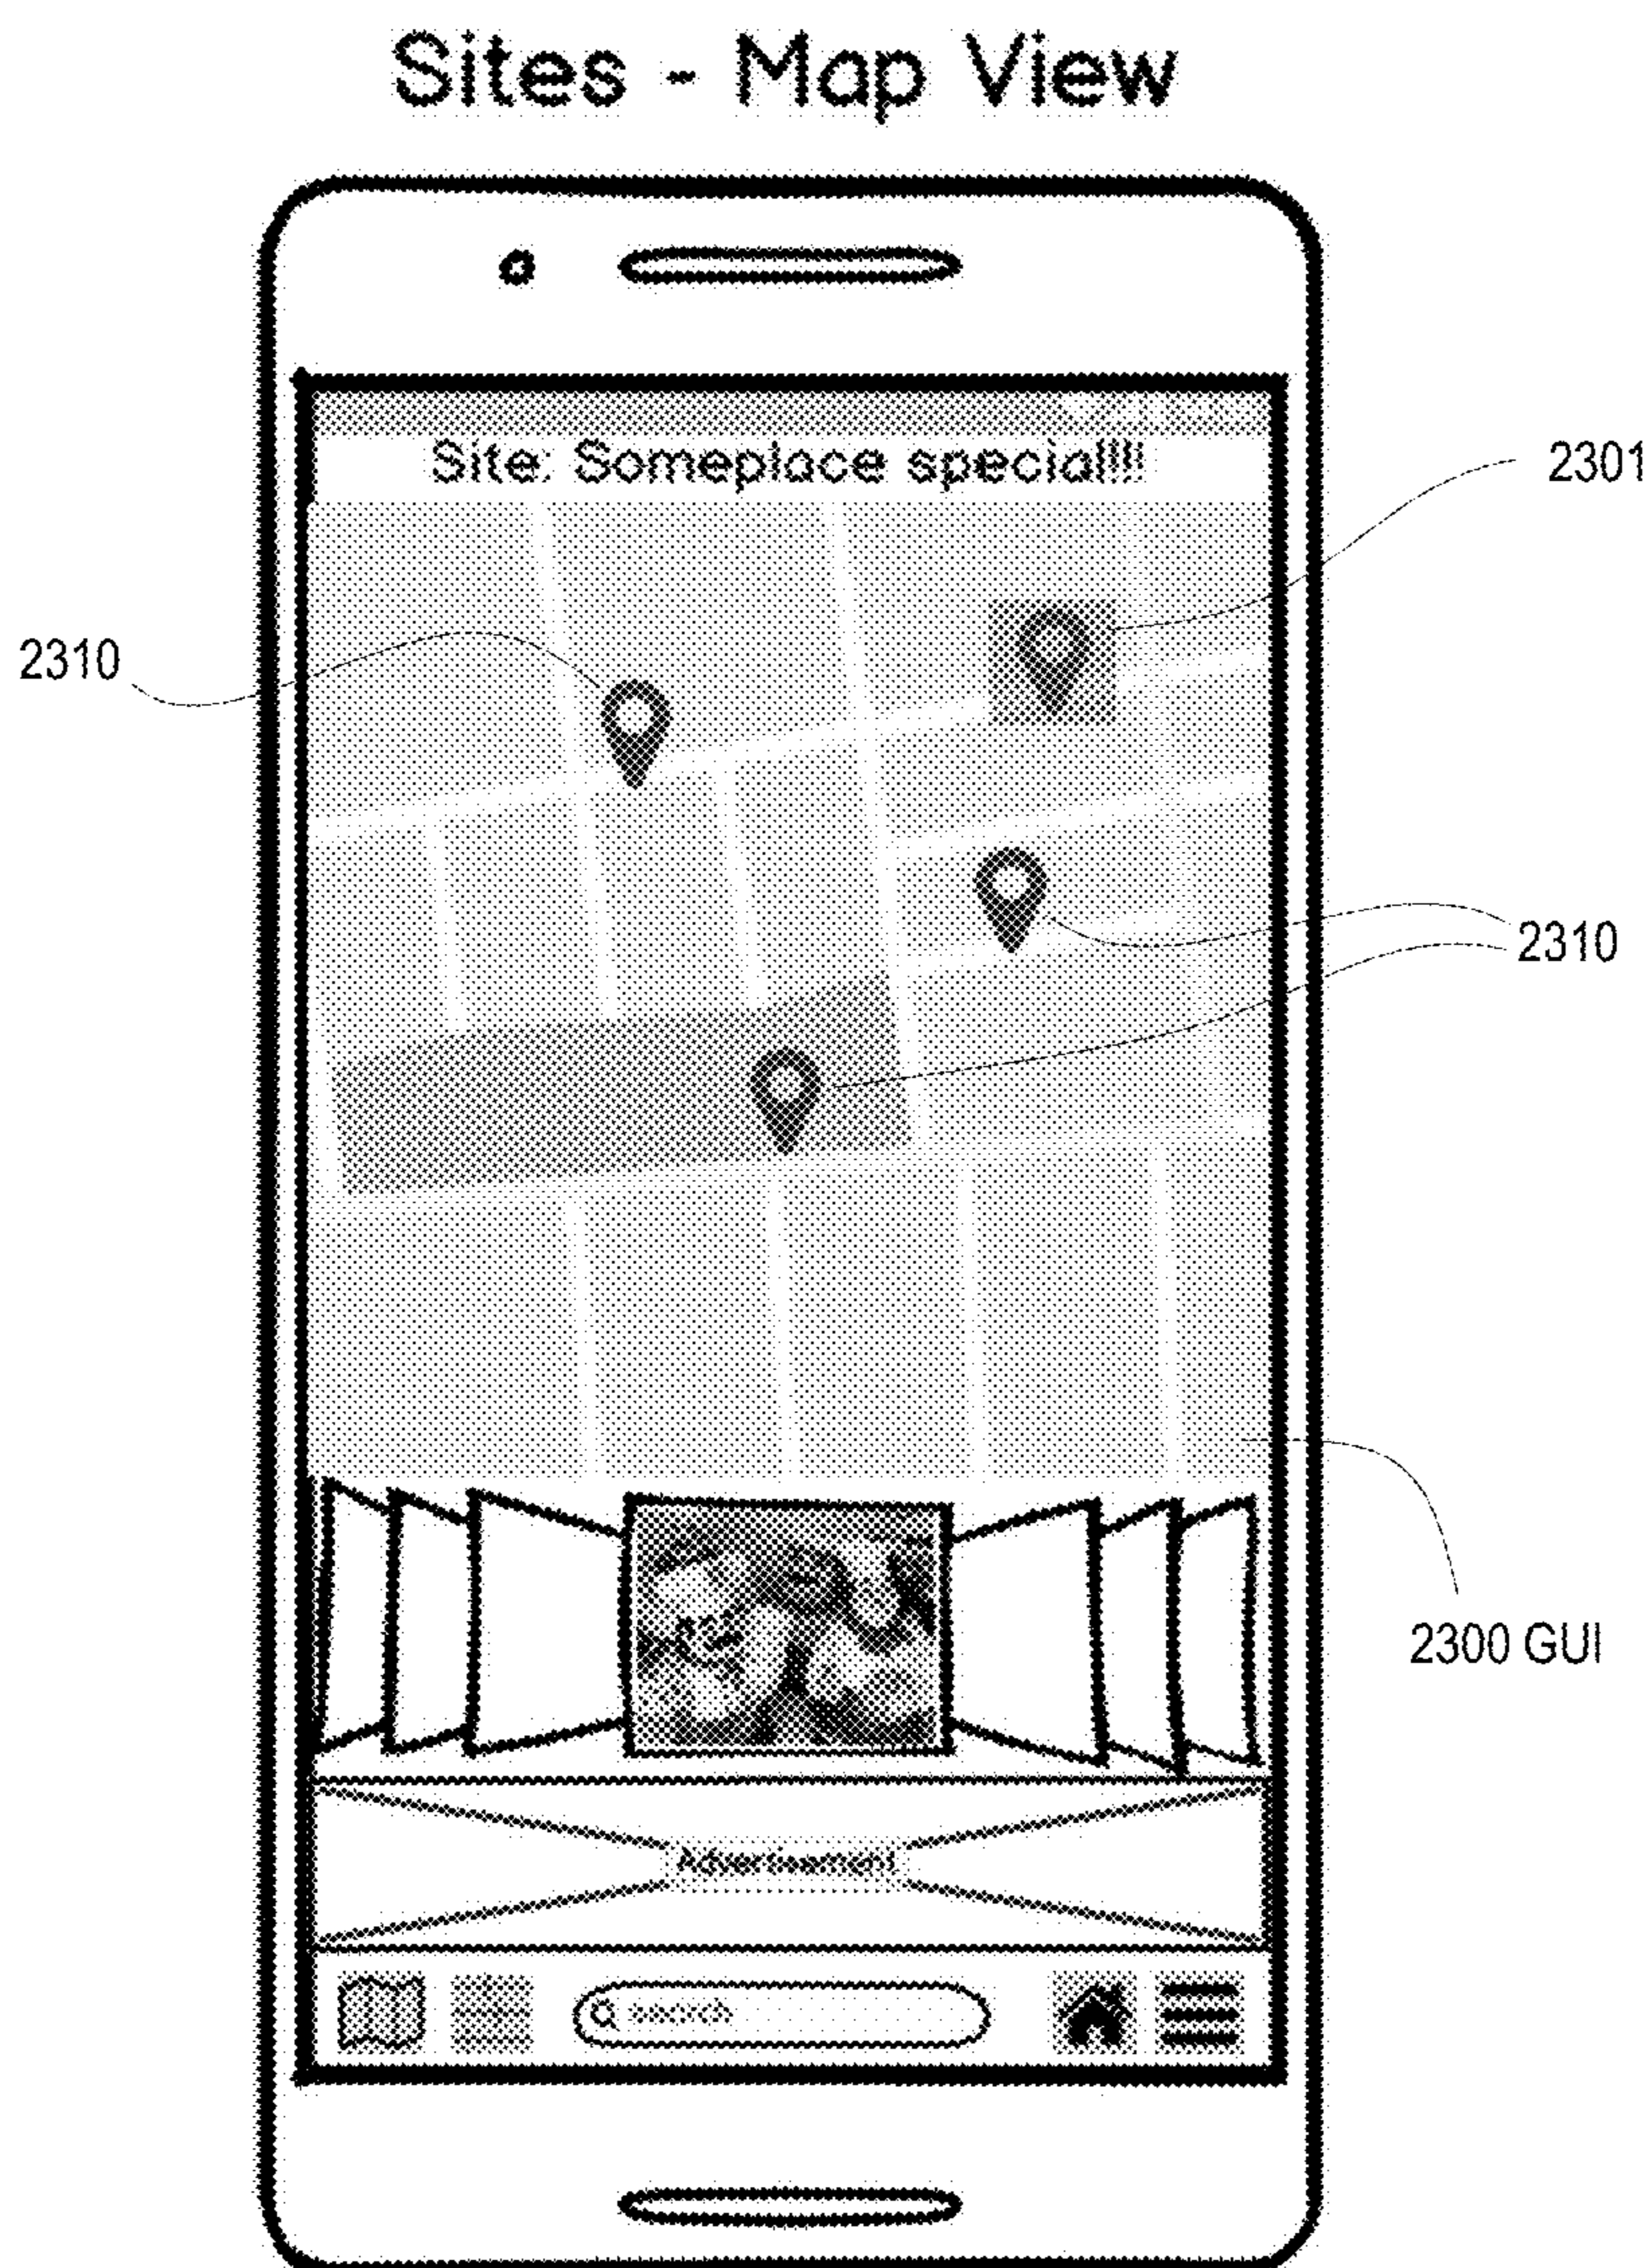 Sites - Map View
Site: Someplace special!!!!
2301
2310
2310
2300 GUI
Advertisement
search